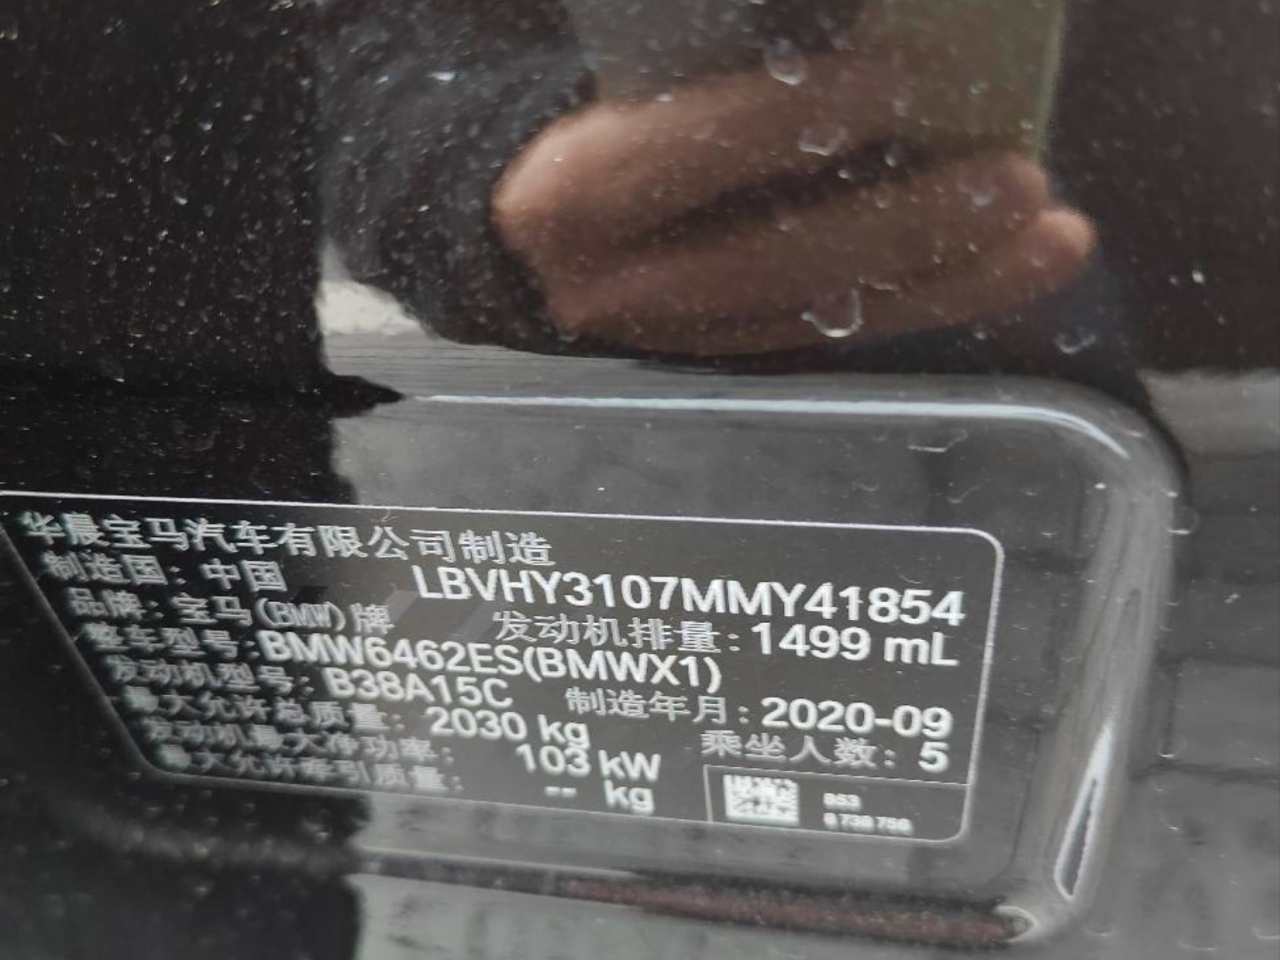 华晨宝马汽车有限公司制造
制造国：中国 LBVHY3107MMY41854
品牌：宝马(BMW)牌 发动机排量：1499 mL
整车型号：BMW6462ES(BMWX1)
发动机型号：B38A15C 制造年月：2020-09
最大允许总质量：2030 kg 乘坐人数：5
发动机最大净功率：103 kW
最大允许牵引质量：-- kg
853
8 738 756